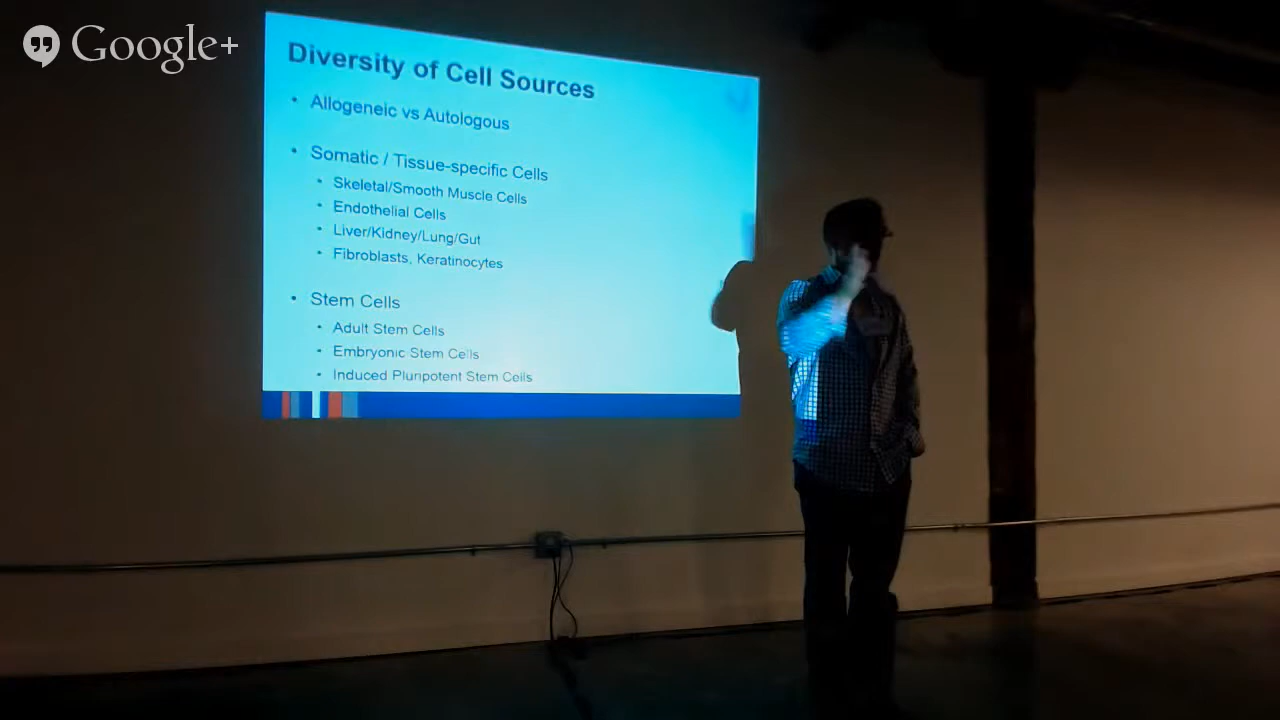 Google+
Diversity of Cell Sources
• Allogeneic vs Autologous
• Somatic / Tissue-specific Cells
• Skeletal/Smooth Muscle Cells
• Endothelial Cells
• Liver/Kidney/Lung/Gut
• Fibroblasts, Keratinocytes
• Stem Cells
• Adult Stem Cells
• Embryonic Stem Cells
• Induced Pluripotent Stem Cells